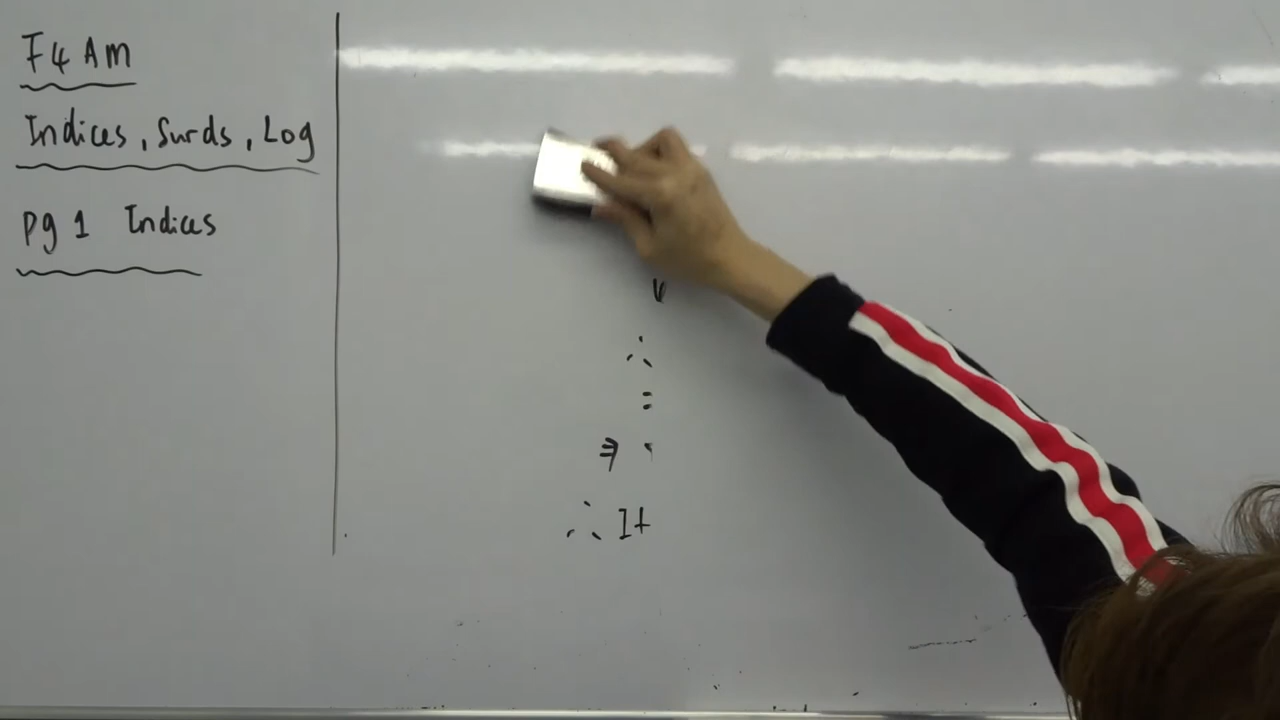 F4 Am
Indices, Surds, Log
pg 1 Indices
∴
=
⇒
∴ It